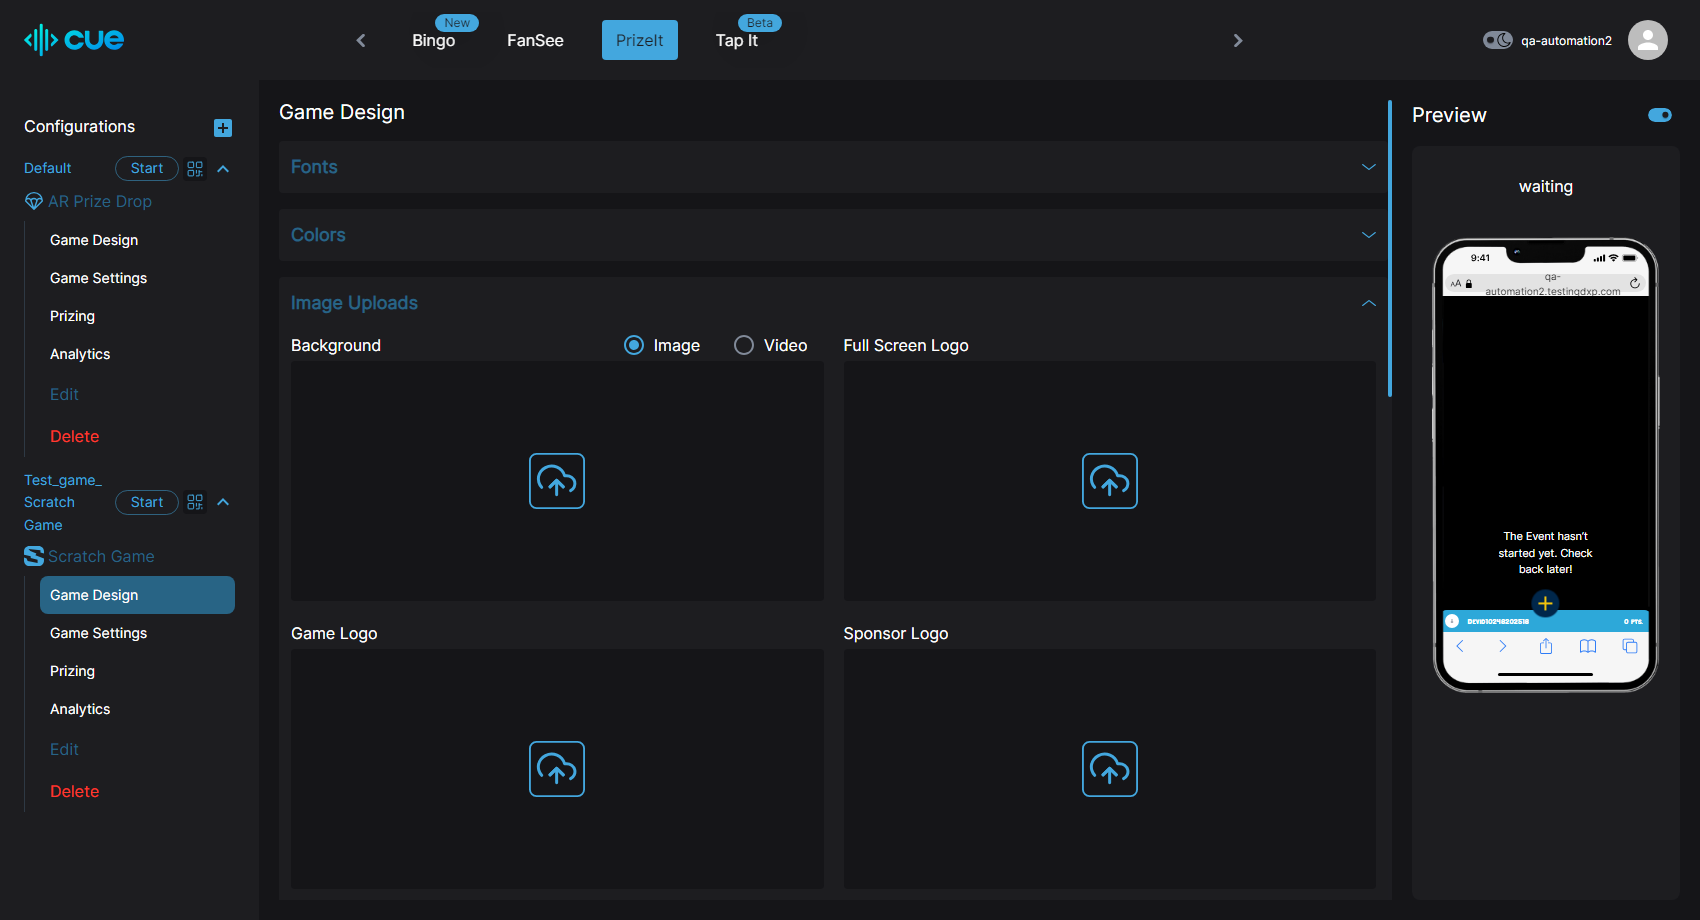 cue
New
Bingo
FanSee
PrizeIt
Beta
Tap It
qa-automation2
Configurations
Default
Start
AR Prize Drop
Game Design
Game Settings
Prizing
Analytics
Edit
Delete
Test_game_
Scratch
Game
Start
Scratch Game
Game Design
Game Settings
Prizing
Analytics
Edit
Delete
Game Design
Fonts
Colors
Image Uploads
Background
Image
Video
Full Screen Logo
Game Logo
Sponsor Logo
Preview
waiting
9:41
AA
qa-
automation2.testingdxp.com
The Event hasn't
started yet. Check
back later!
0 PTS.